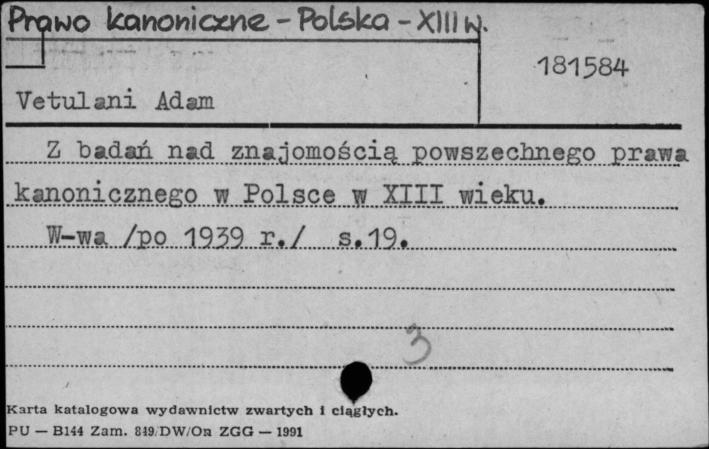 Prawo kanoniczne - Polska - XIII w.
181584
Vetulani Adam
Z badań nad znajomością powszechnego prawa
kanonicznego w Polsce w XIII wieku.
W-wa /po 1939 r./ s.19.
3
Karta katalogowa wydawnictw zwartych i ciągłych.
PU — B144 Zam. 849/DW/On ZGG — 1991